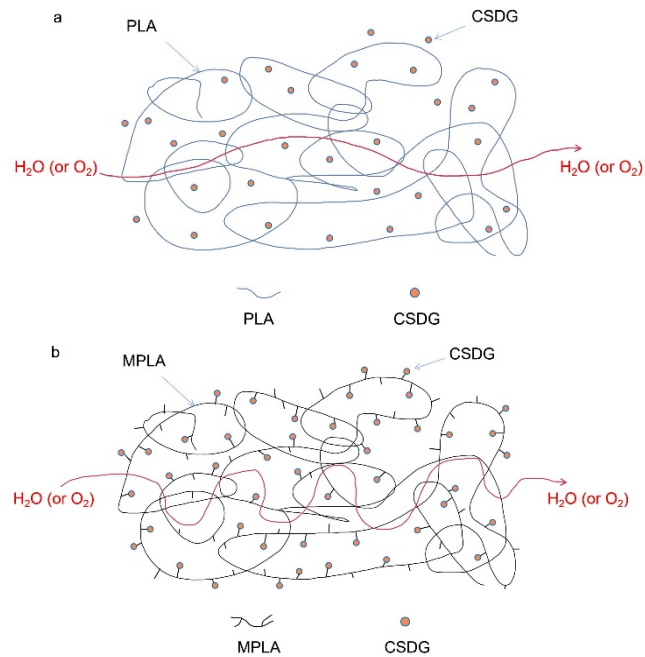 a
PLA
CSDG
H₂O (or O₂)
H₂O (or O₂)
PLA
CSDG
b
MPLA
CSDG
H₂O (or O₂)
H₂O (or O₂)
MPLA
CSDG